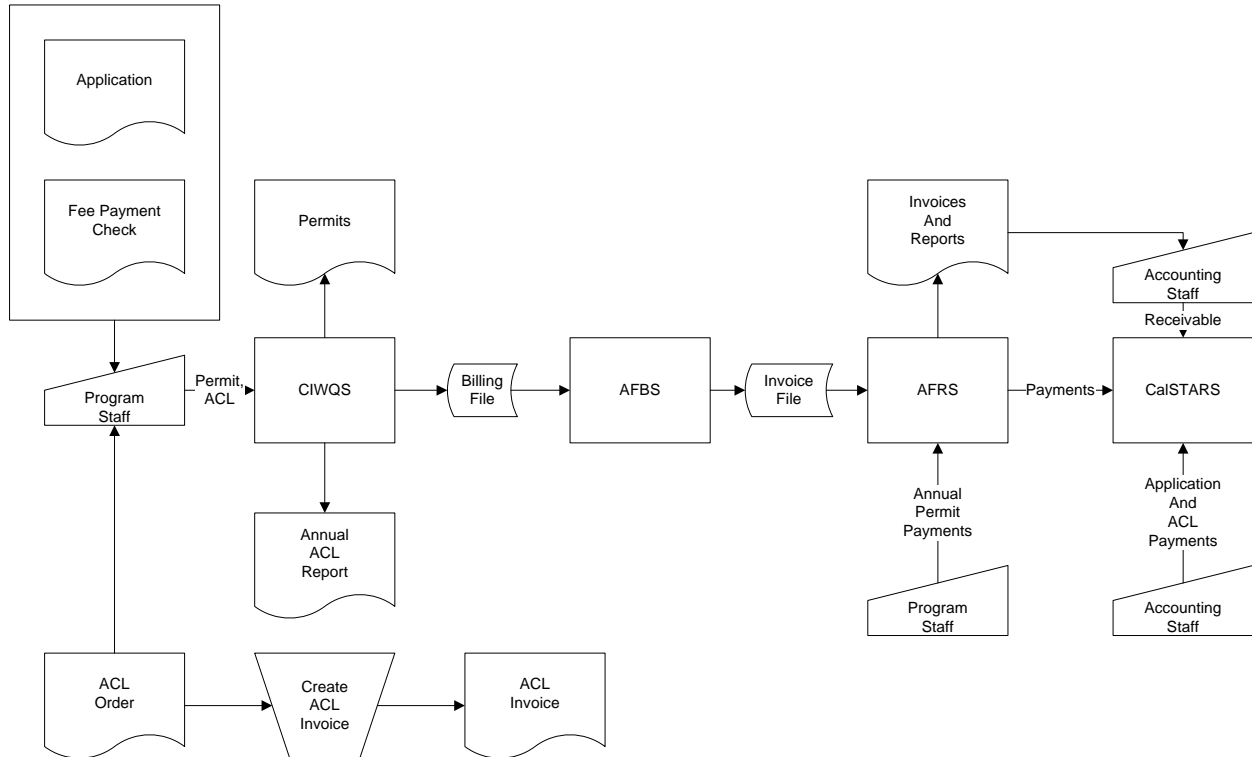 Application
Fee Payment
Check
Permits
Invoices
And
Reports
Accounting
Staff
Receivable
Program
Staff
Permit,
ACL
CIWQS
Billing
File
AFBS
Invoice
File
AFRS
Payments
CalSTARS
Annual
ACL
Report
Annual
Permit
Payments
Application
And
ACL
Payments
Program
Staff
Accounting
Staff
ACL
Order
Create
ACL
Invoice
ACL
Invoice